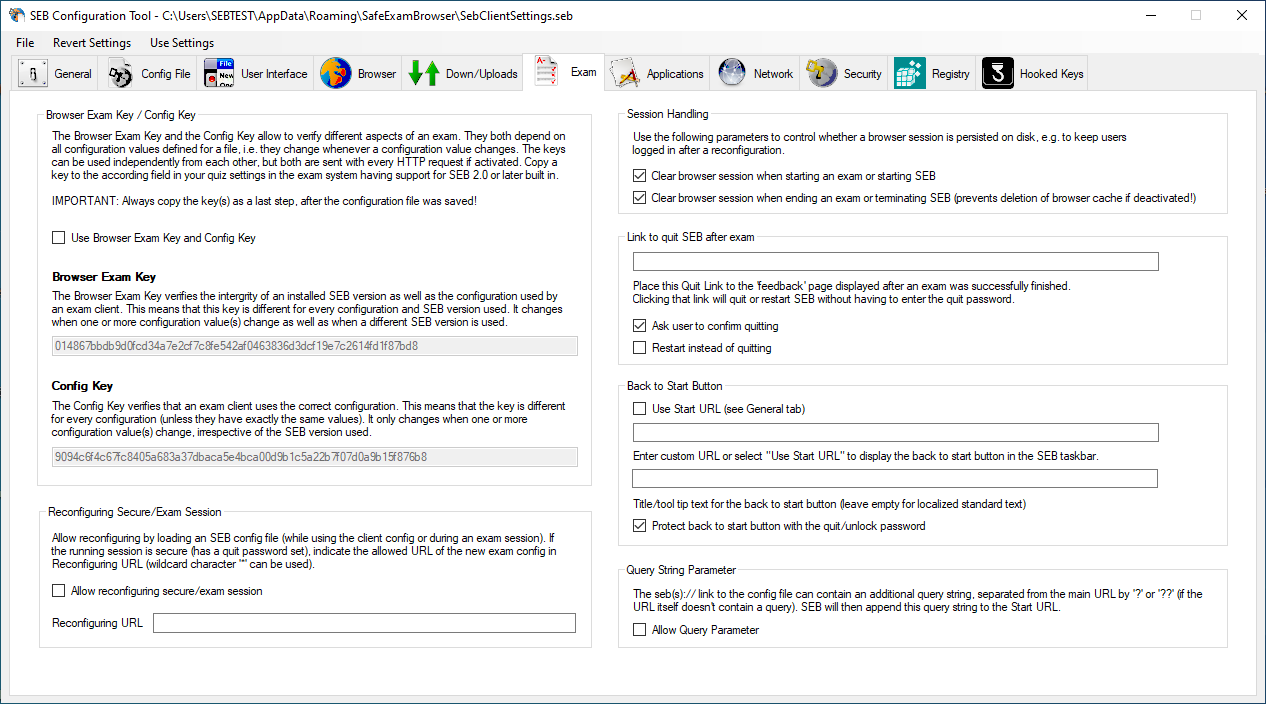 SEB Configuration Tool - C:\Users\SEBTEST\AppData\Roaming\SafeExamBrowser\SebClientSettings.seb
File Revert Settings Use Settings
General Config File User Interface Browser Down/Uploads Exam Applications Network Security Registry Hooked Keys
Browser Exam Key / Config Key
The Browser Exam Key and the Config Key allow to verify different aspects of an exam. They both depend on
all configuration values defined for a file, i.e. they change whenever a configuration value changes. The keys
can be used independently from each other, but both are sent with every HTTP request if activated. Copy a
key to the according field in your quiz settings in the exam system having support for SEB 2.0 or later built in.
IMPORTANT: Always copy the key(s) as a last step, after the configuration file was saved!
Use Browser Exam Key and Config Key
Browser Exam Key
The Browser Exam Key verifies the intergrity of an installed SEB version as well as the configuration used by
an exam client. This means that this key is different for every configuration and SEB version used. It changes
when one or more configuration value(s) change as well as when a different SEB version is used.
014867bbdb9d0fcd34a7e2cf7c8fe542af0463836d3dcf19e7c2614fd1f87bd8
Config Key
The Config Key verifies that an exam client uses the correct configuration. This means that the key is different
for every configuration (unless they have exactly the same values). It only changes when one or more
configuration value(s) change, irrespective of the SEB version used.
9094c6f4c67fc8405a683a37dbaca5e4bca00d9b1c5a22b7f07d0a9b15f876b8
Reconfiguring Secure/Exam Session
Allow reconfiguring by loading an SEB config file (while using the client config or during an exam session). If
the running session is secure (has a quit password set), indicate the allowed URL of the new exam config in
Reconfiguring URL (wildcard character '*' can be used).
Allow reconfiguring secure/exam session
Reconfiguring URL
Session Handling
Use the following parameters to control whether a browser session is persisted on disk, e.g. to keep users
logged in after a reconfiguration.
Clear browser session when starting an exam or starting SEB
Clear browser session when ending an exam or terminating SEB (prevents deletion of browser cache if deactivated!)
Link to quit SEB after exam
Place this Quit Link to the 'feedback' page displayed after an exam was successfully finished.
Clicking that link will quit or restart SEB without having to enter the quit password.
Ask user to confirm quitting
Restart instead of quitting
Back to Start Button
Use Start URL (see General tab)
Enter custom URL or select "Use Start URL" to display the back to start button in the SEB taskbar.
Title/tool tip text for the back to start button (leave empty for localized standard text)
Protect back to start button with the quit/unlock password
Query String Parameter
The seb(s):// link to the config file can contain an additional query string, separated from the main URL by '?' or '??' (if the
URL itself doesn't contain a query). SEB will then append this query string to the Start URL.
Allow Query Parameter